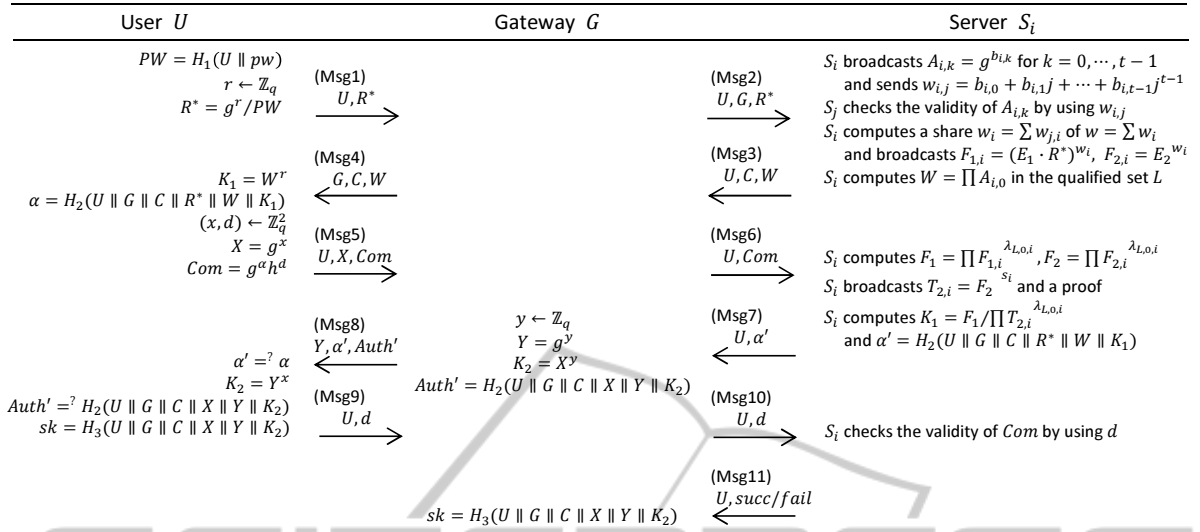 User U Gateway G Server S_i
PW = H_1(U ∥ pw)
r ← ℤ_q
R* = g^r/PW
(Msg1)
U, R*
(Msg2)
U, G, R*
S_i broadcasts A_{i,k} = g^{b_{i,k}} for k = 0, ⋯, t − 1
and sends w_{i,j} = b_{i,0} + b_{i,1}j + ⋯ + b_{i,t−1}j^{t−1}
S_j checks the validity of A_{i,k} by using w_{i,j}
S_i computes a share w_i = ∑ w_{j,i} of w = ∑ w_i
and broadcasts F_{1,i} = (E_1 · R*)^{w_i}, F_{2,i} = E_2^{w_i}
S_i computes W = ∏ A_{i,0} in the qualified set L
(Msg3)
U, C, W
(Msg4)
G, C, W
K_1 = W^r
α = H_2(U ∥ G ∥ C ∥ R* ∥ W ∥ K_1)
(x, d) ← ℤ_q^2
X = g^x
Com = g^α h^d
(Msg5)
U, X, Com
(Msg6)
U, Com
S_i computes F_1 = ∏ F_{1,i}^{λ_{L,0,i}}, F_2 = ∏ F_{2,i}^{λ_{L,0,i}}
S_i broadcasts T_{2,i} = F_2^{s_i} and a proof
S_i computes K_1 = F_1/∏ T_{2,i}^{λ_{L,0,i}}
and α′ = H_2(U ∥ G ∥ C ∥ R* ∥ W ∥ K_1)
(Msg7)
U, α′
y ← ℤ_q
Y = g^y
K_2 = X^y
Auth′ = H_2(U ∥ G ∥ C ∥ X ∥ Y ∥ K_2)
(Msg8)
Y, α′, Auth′
α′ =^? α
K_2 = Y^x
Auth′ =^? H_2(U ∥ G ∥ C ∥ X ∥ Y ∥ K_2)
sk = H_3(U ∥ G ∥ C ∥ X ∥ Y ∥ K_2)
(Msg9)
U, d
(Msg10)
U, d
S_i checks the validity of Com by using d
(Msg11)
U, succ/fail
sk = H_3(U ∥ G ∥ C ∥ X ∥ Y ∥ K_2)